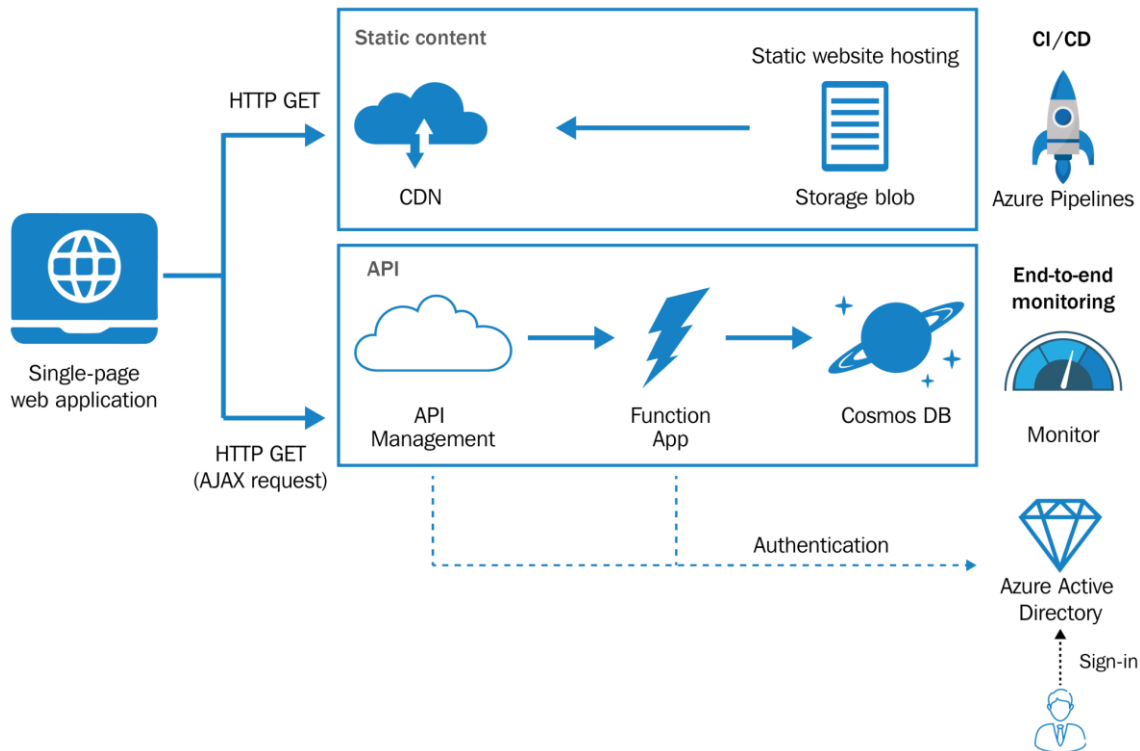 Static content
Static website hosting
HTTP GET
CDN
Storage blob
CI/CD
Azure Pipelines
Single-page
web application
API
API
Management
Function
App
Cosmos DB
HTTP GET
(AJAX request)
End-to-end
monitoring
Monitor
Authentication
Azure Active
Directory
Sign-in